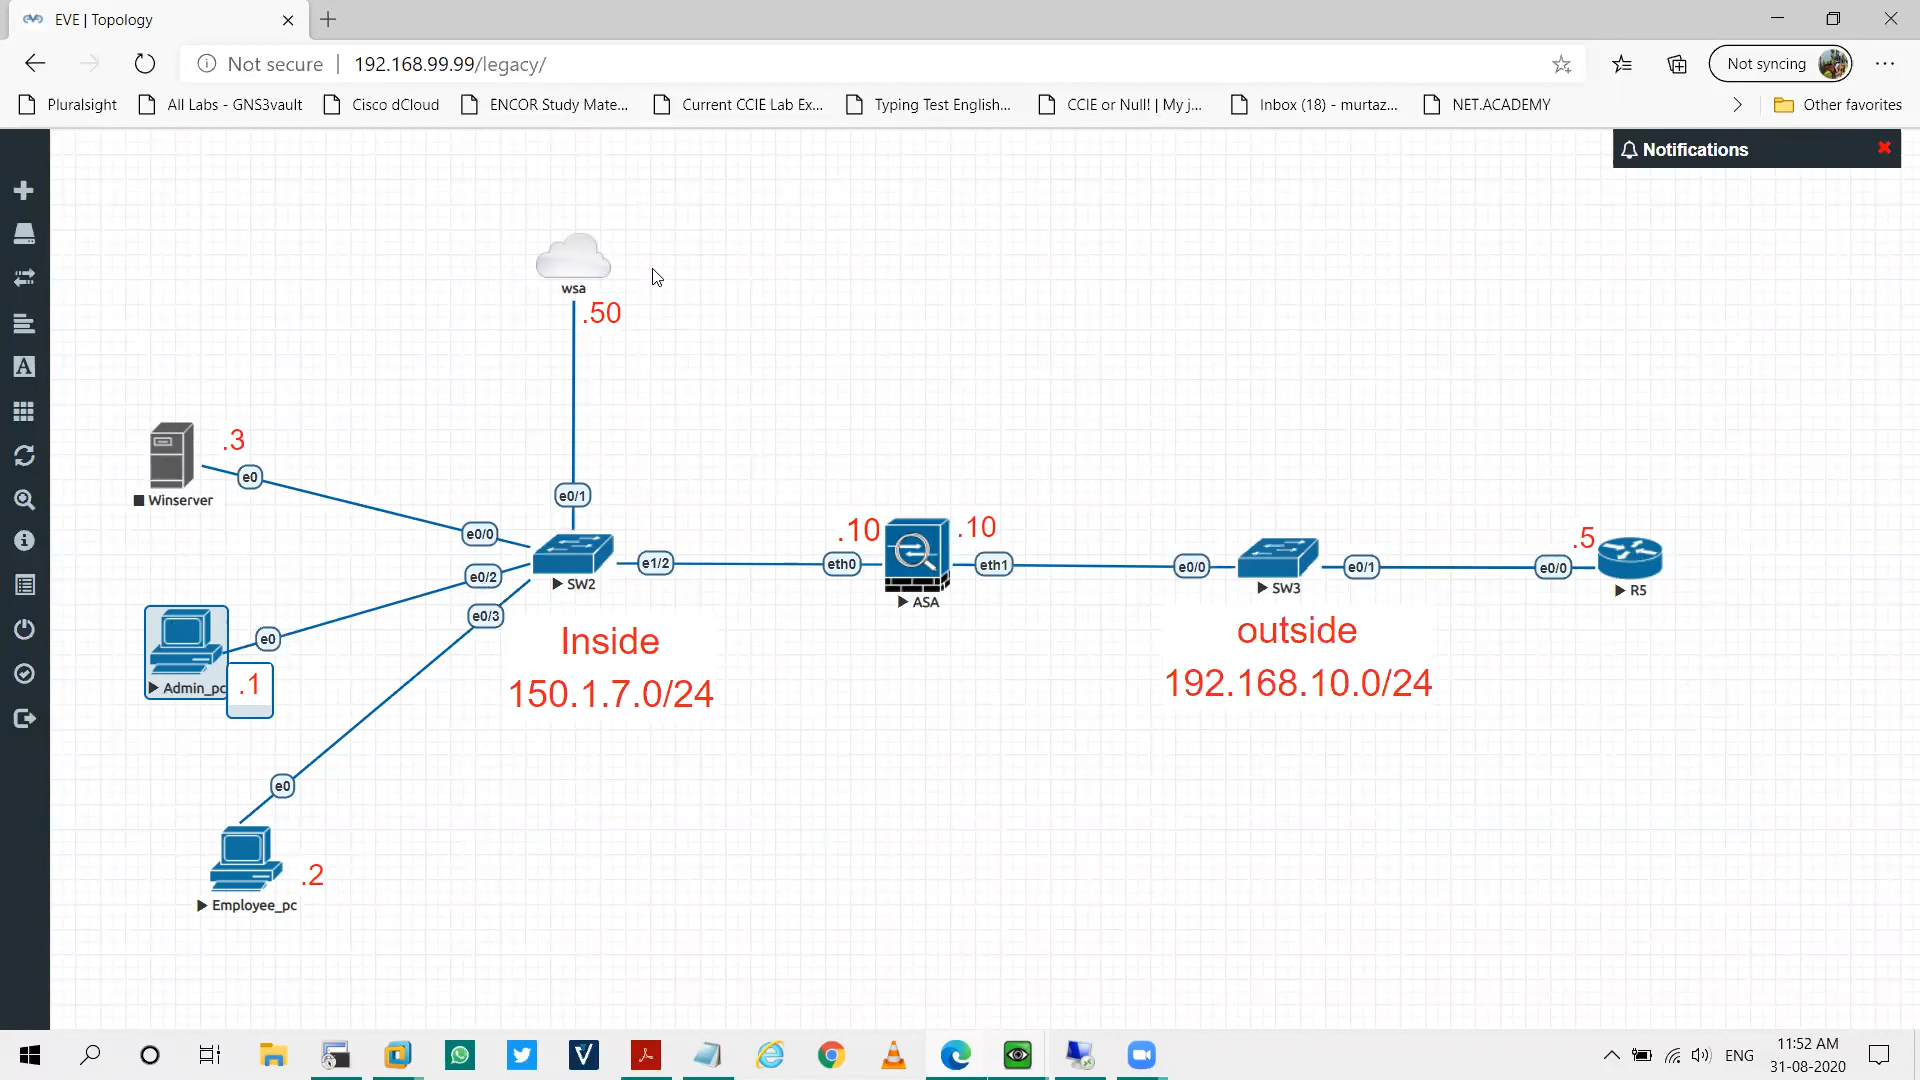 EVE | Topology
Not secure
192.168.99.99/legacy/
Not syncing
Pluralsight
All Labs - GNS3vault
Cisco dCloud
ENCOR Study Mate...
Current CCIE Lab Ex...
Typing Test English...
CCIE or Null! | My j...
Inbox (18) - murtaz...
NET.ACADEMY
Other favorites
Notifications
wsa
.50
.3
e0
Winserver
e0/1
e0/0
SW2
e1/2
.10
.10
eth0
eth1
ASA
e0/0
SW3
e0/1
.5
e0/0
R5
e0/2
e0/3
e0
Admin_pc
.1
Inside
150.1.7.0/24
outside
192.168.10.0/24
e0
.2
Employee_pc
ENG
11:52 AM
31-08-2020